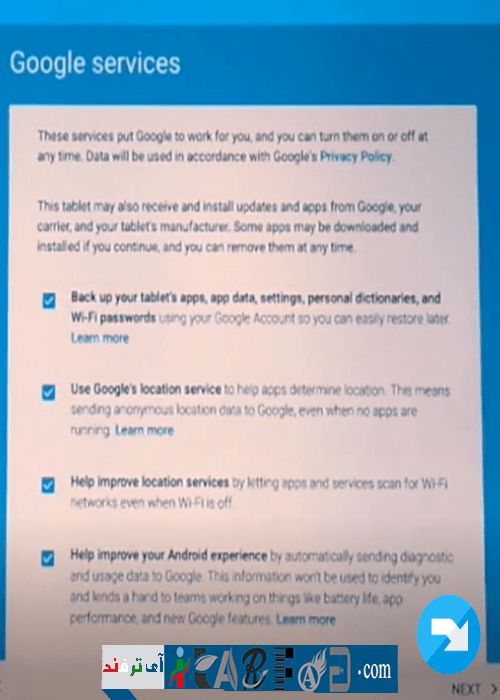 Google services
These services put Google to work for you, and you can turn them on or off at
any time. Data will be used in accordance with Google's Privacy Policy.
This tablet may also receive and install updates and apps from Google, your
carrier, and your tablet's manufacturer. Some apps may be downloaded and
installed if you continue, and you can remove them at any time.
Back up your tablet's apps, app data, settings, personal dictionaries, and
Wi-Fi passwords using your Google Account so you can easily restore later.
Learn more
Use Google's location service to help apps determine location. This means
sending anonymous location data to Google, even when no apps are
running. Learn more
Help improve location services by letting apps and services scan for Wi-Fi
networks even when Wi-Fi is off.
Help improve your Android experience by automatically sending diagnostic
and usage data to Google. This information won't be used to identify you
and lends a hand to teams working on things like battery life, app
performance, and new Google features. Learn more
آی ترفند
.com
NEXT